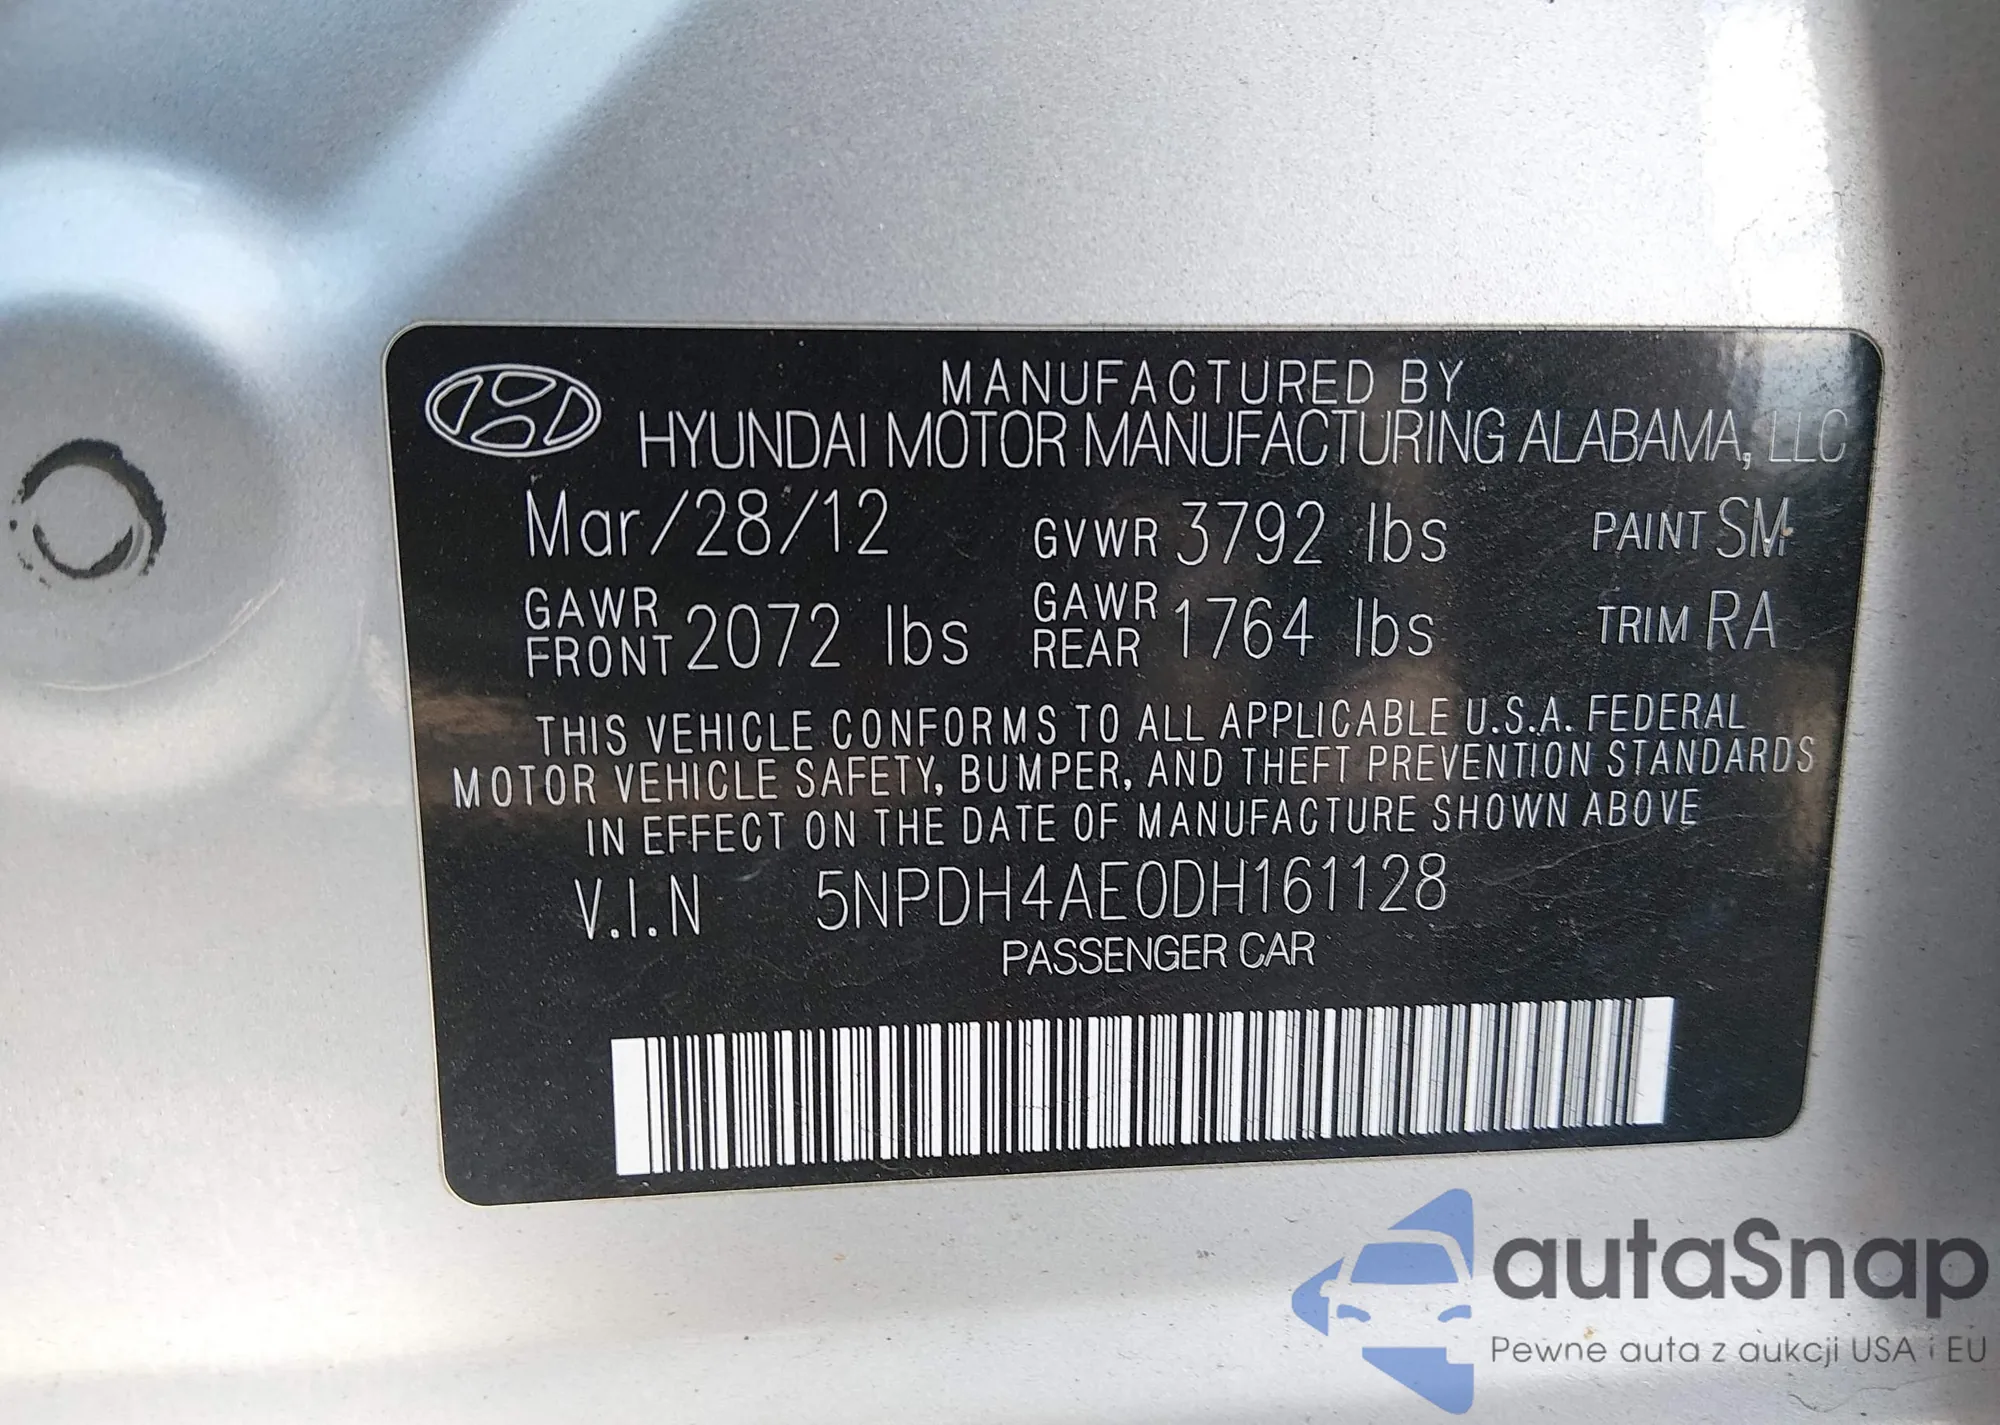 MANUFACTURED BY
HYUNDAI MOTOR MANUFACTURING ALABAMA, LLC
Mar/28/12 GVWR 3792 lbs PAINT SM
GAWR FRONT 2072 lbs GAWR REAR 1764 lbs TRIM RA
THIS VEHICLE CONFORMS TO ALL APPLICABLE U.S.A. FEDERAL
MOTOR VEHICLE SAFETY, BUMPER, AND THEFT PREVENTION STANDARDS
IN EFFECT ON THE DATE OF MANUFACTURE SHOWN ABOVE
V.I.N 5NPDH4AE0DH161128
PASSENGER CAR
autaSnap
Pewne auta z aukcji USA i EU